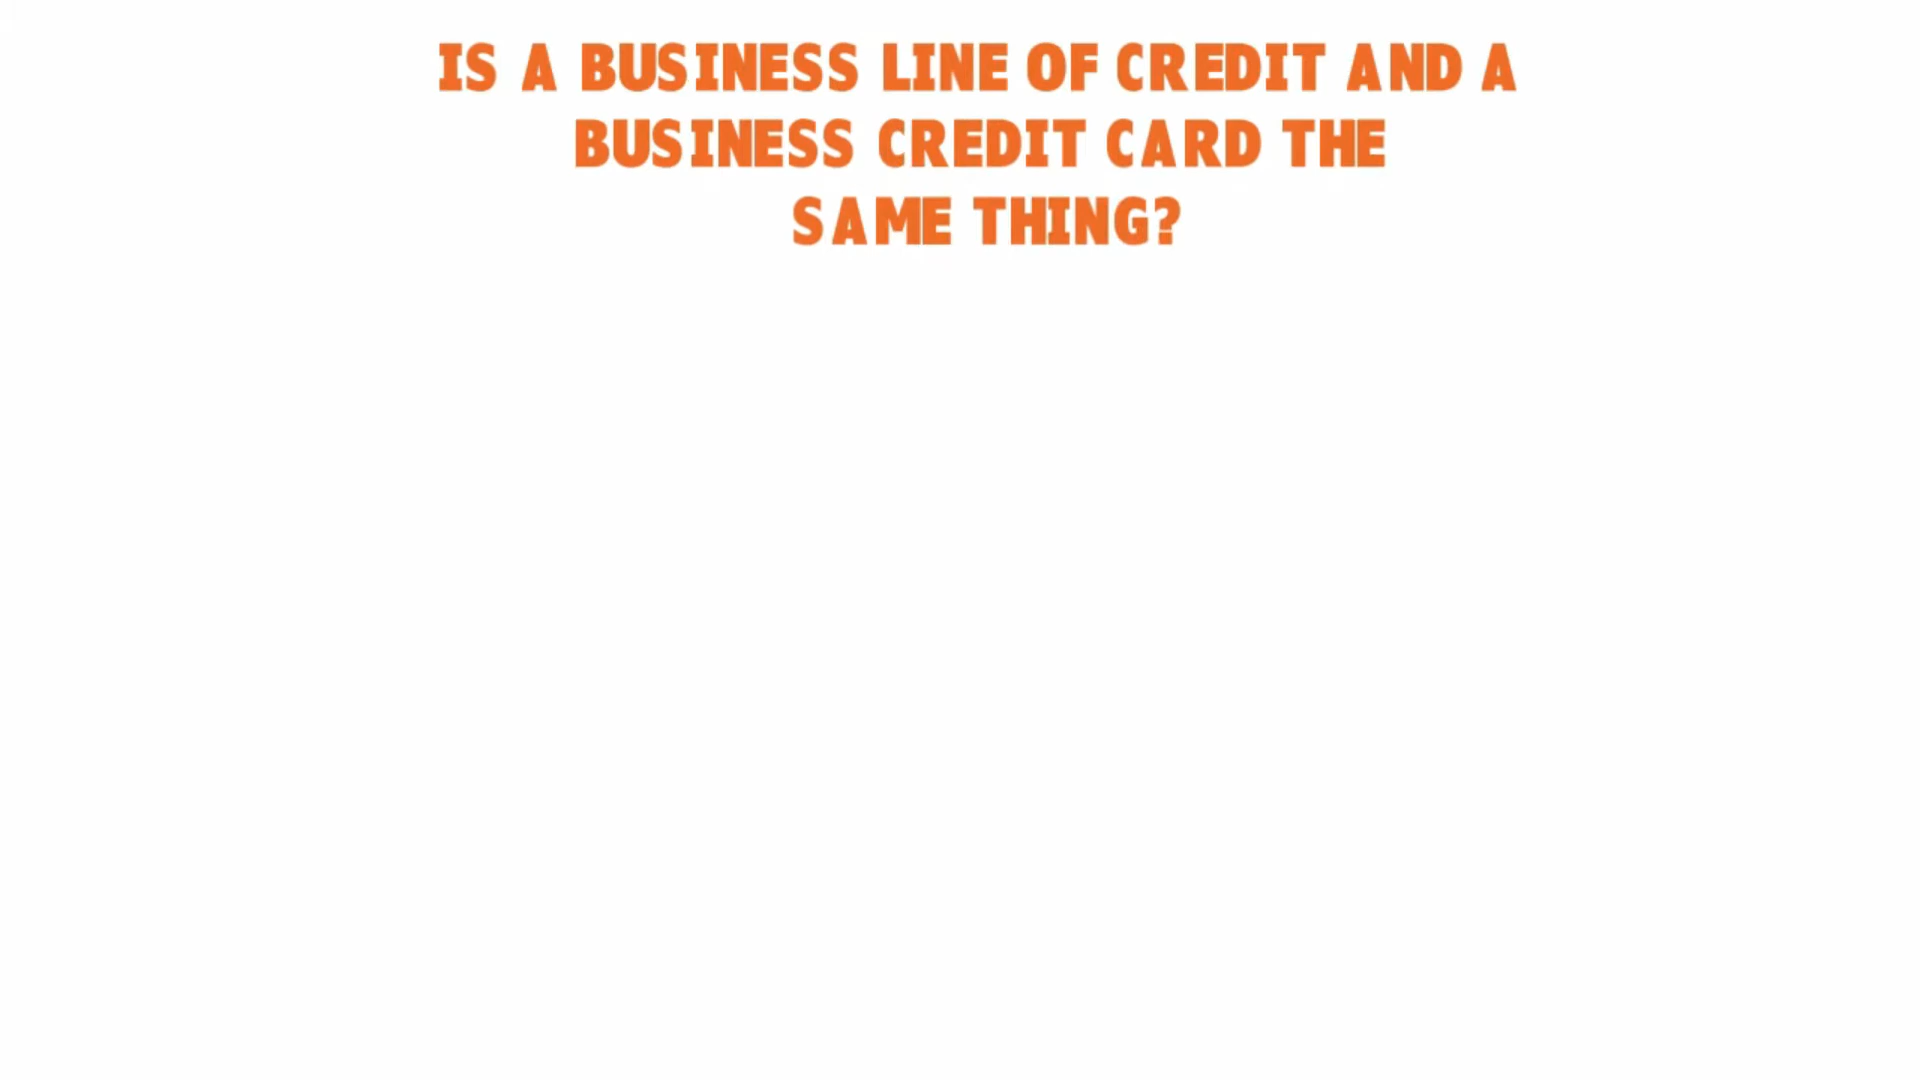 IS A BUSINESS LINE OF CREDIT AND A
BUSINESS CREDIT CARD THE
SAME THING?